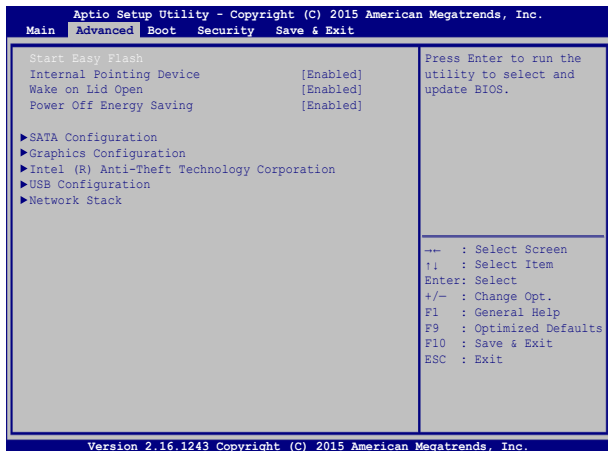 Aptio Setup Utility - Copyright (C) 2015 American Megatrends, Inc.
Main Advanced Boot Security Save & Exit
Start Easy Flash
Internal Pointing Device [Enabled]
Wake on Lid Open [Enabled]
Power Off Energy Saving [Enabled]
▶SATA Configuration
▶Graphics Configuration
▶Intel (R) Anti-Theft Technology Corporation
▶USB Configuration
▶Network Stack
Press Enter to run the
utility to select and
update BIOS.
→← : Select Screen
↑↓ : Select Item
Enter: Select
+/— : Change Opt.
F1 : General Help
F9 : Optimized Defaults
F10 : Save & Exit
ESC : Exit
Version 2.16.1243 Copyright (C) 2015 American Megatrends, Inc.